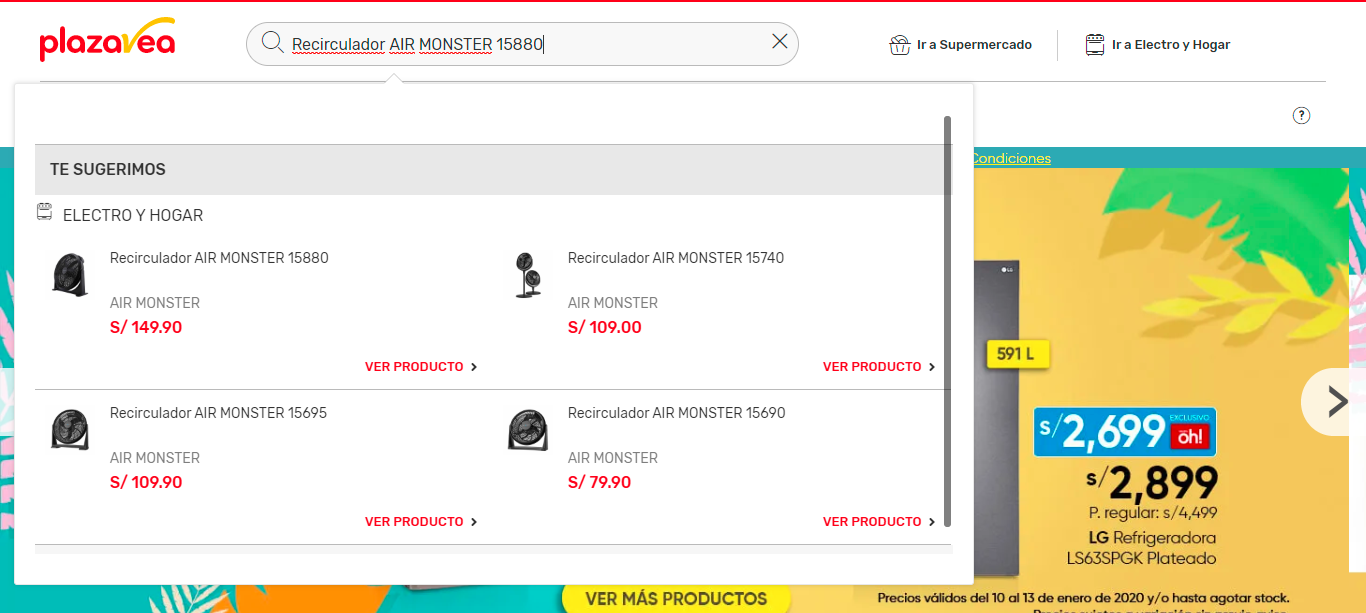 plazavea
Recirculador AIR MONSTER 15880
Ir a Supermercado
Ir a Electro y Hogar
?
Condiciones
TE SUGERIMOS
ELECTRO Y HOGAR
Recirculador AIR MONSTER 15880
AIR MONSTER
S/ 149.90
VER PRODUCTO
Recirculador AIR MONSTER 15740
AIR MONSTER
S/ 109.00
VER PRODUCTO
Recirculador AIR MONSTER 15695
AIR MONSTER
S/ 109.90
VER PRODUCTO
Recirculador AIR MONSTER 15690
AIR MONSTER
S/ 79.90
VER PRODUCTO
LG
591 L
S/2,699 EXCLUSIVO oh!
S/2,899
P. regular: s/4,499
LG Refrigeradora
LS63SPGK Plateado
VER MÁS PRODUCTOS
Precios válidos del 10 al 13 de enero de 2020 y/o hasta agotar stock.